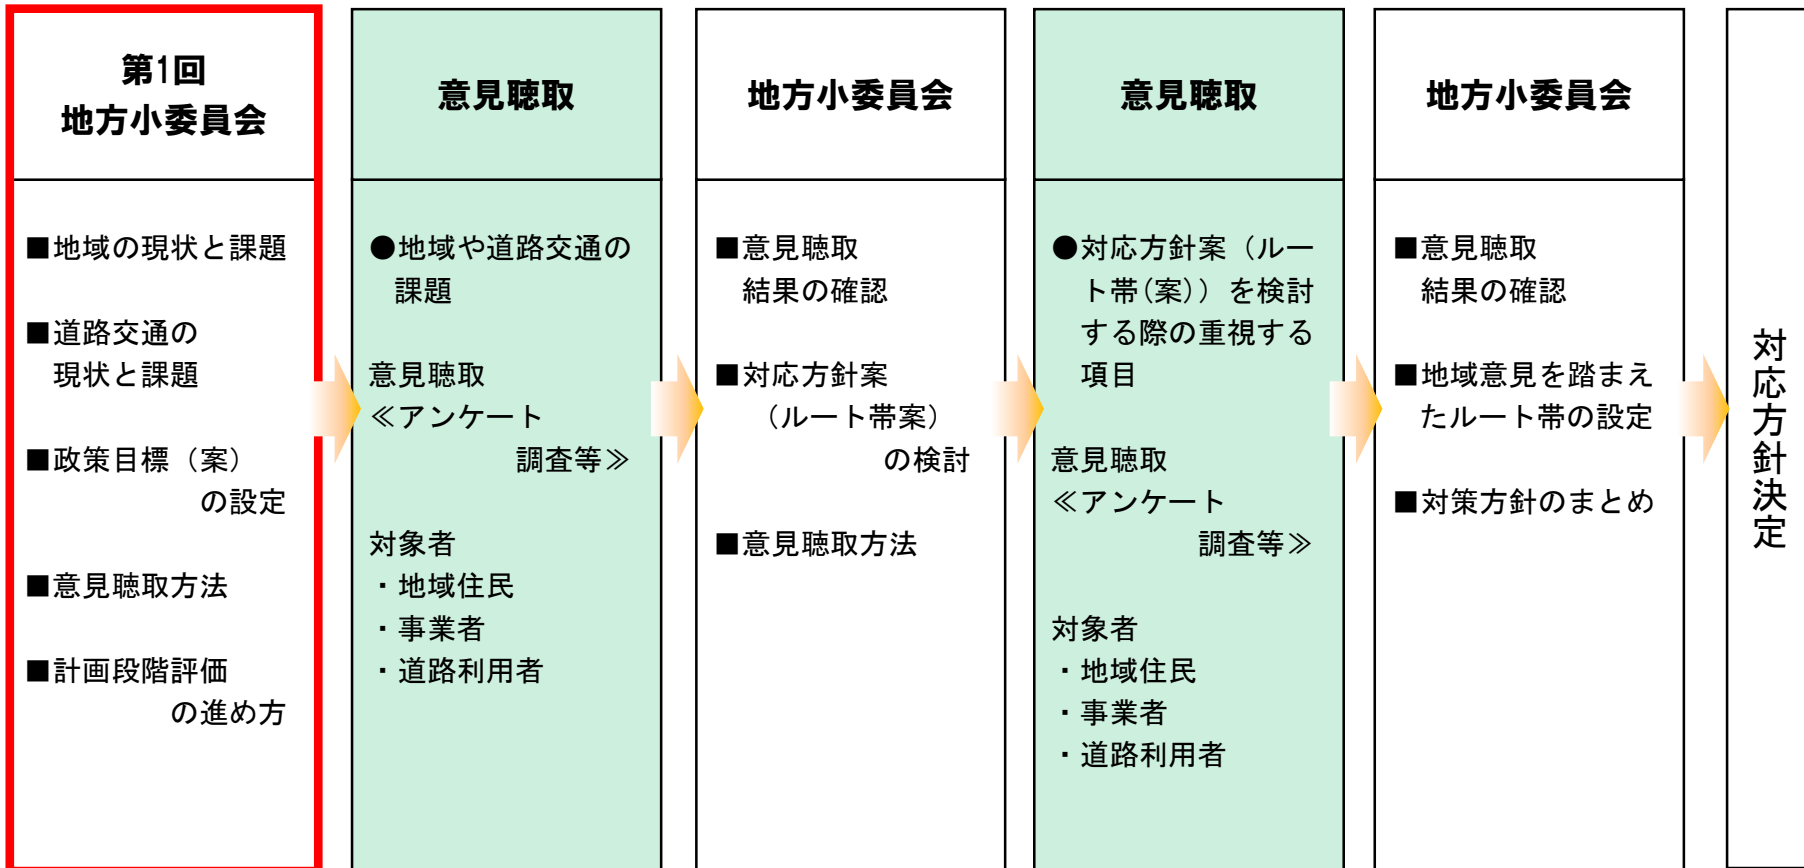 第1回
地方小委員会
■地域の現状と課題
■道路交通の
現状と課題
■政策目標（案）
の設定
■意見聴取方法
■計画段階評価
の進め方
意見聴取
●地域や道路交通の
課題
意見聴取
≪アンケート
調査等≫
対象者
・地域住民
・事業者
・道路利用者
地方小委員会
■意見聴取
結果の確認
■対応方針案
（ルート帯案）
の検討
■意見聴取方法
意見聴取
●対応方針案（ルー
ト帯(案)）を検討
する際の重視する
項目
意見聴取
≪アンケート
調査等≫
対象者
・地域住民
・事業者
・道路利用者
地方小委員会
■意見聴取
結果の確認
■地域意見を踏まえ
たルート帯の設定
■対策方針のまとめ
対応方針決定